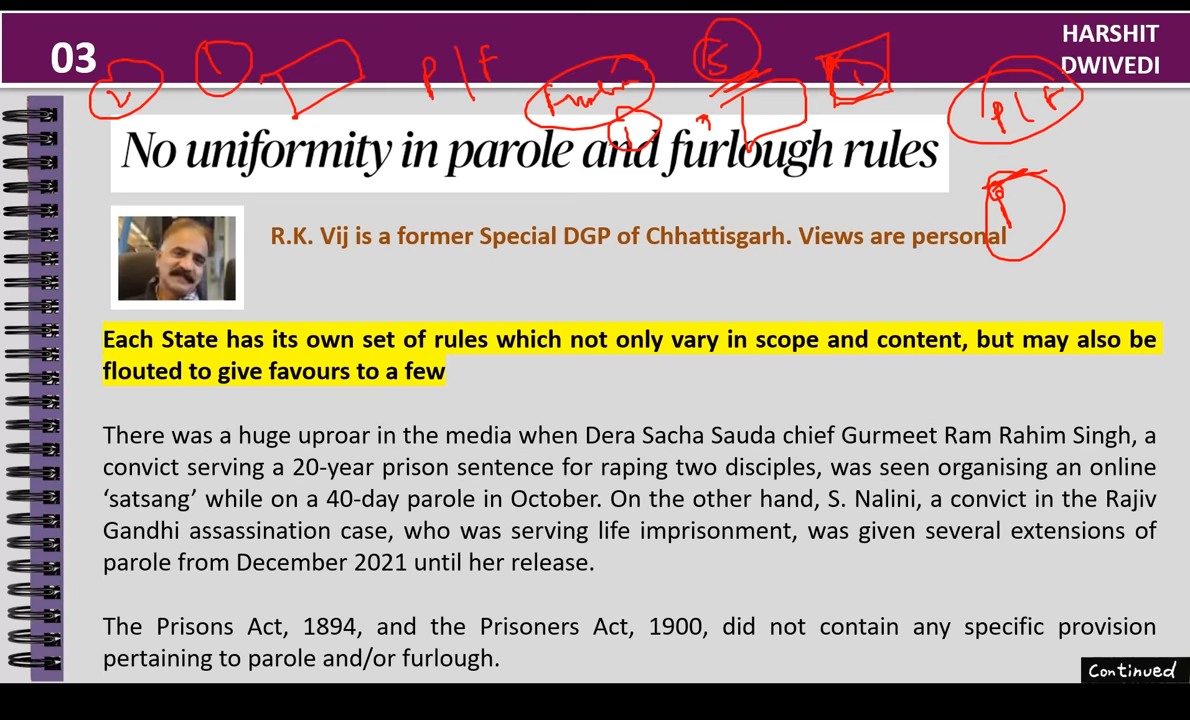 03
HARSHIT
DWIVEDI
P/F
P/F
No uniformity in parole and furlough rules
R.K. Vij is a former Special DGP of Chhattisgarh. Views are personal
Each State has its own set of rules which not only vary in scope and content, but may also be
flouted to give favours to a few
There was a huge uproar in the media when Dera Sacha Sauda chief Gurmeet Ram Rahim Singh, a
convict serving a 20-year prison sentence for raping two disciples, was seen organising an online
‘satsang’ while on a 40-day parole in October. On the other hand, S. Nalini, a convict in the Rajiv
Gandhi assassination case, who was serving life imprisonment, was given several extensions of
parole from December 2021 until her release.
The Prisons Act, 1894, and the Prisoners Act, 1900, did not contain any specific provision
pertaining to parole and/or furlough.
Continued